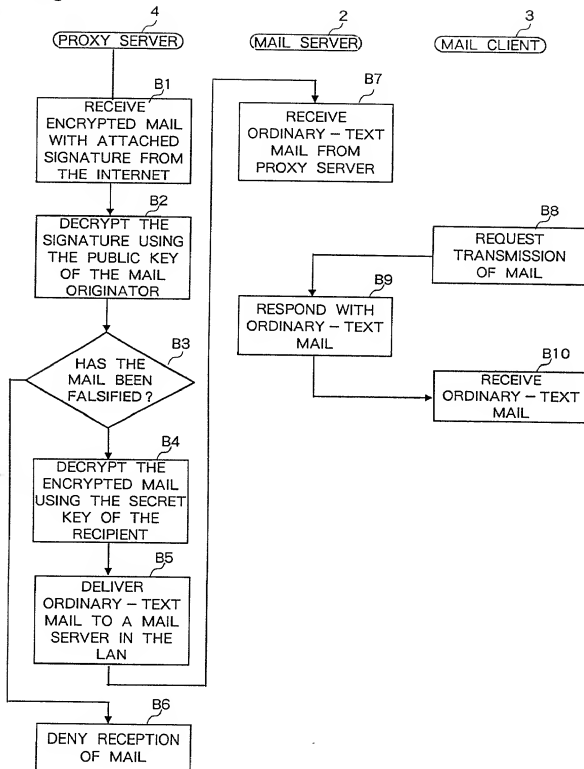 4
PROXY SERVER
B1
RECEIVE
ENCRYPTED MAIL
WITH ATTACHED
SIGNATURE FROM
THE INTERNET
B2
DECRYPT THE
SIGNATURE USING
THE PUBLIC KEY
OF THE MAIL
ORIGINATOR
B3
HAS THE
MAIL BEEN
FALSIFIED?
B4
DECRYPT THE
ENCRYPTED MAIL
USING THE SECRET
KEY OF THE
RECIPIENT
B5
DELIVER
ORDINARY-TEXT
MAIL TO A MAIL
SERVER IN THE
LAN
B6
DENY RECEPTION
OF MAIL
2
MAIL SERVER
B7
RECEIVE
ORDINARY-TEXT
MAIL FROM
PROXY SERVER
B9
RESPOND WITH
ORDINARY-TEXT
MAIL
3
MAIL CLIENT
B8
REQUEST
TRANSMISSION
OF MAIL
B10
RECEIVE
ORDINARY-TEXT
MAIL